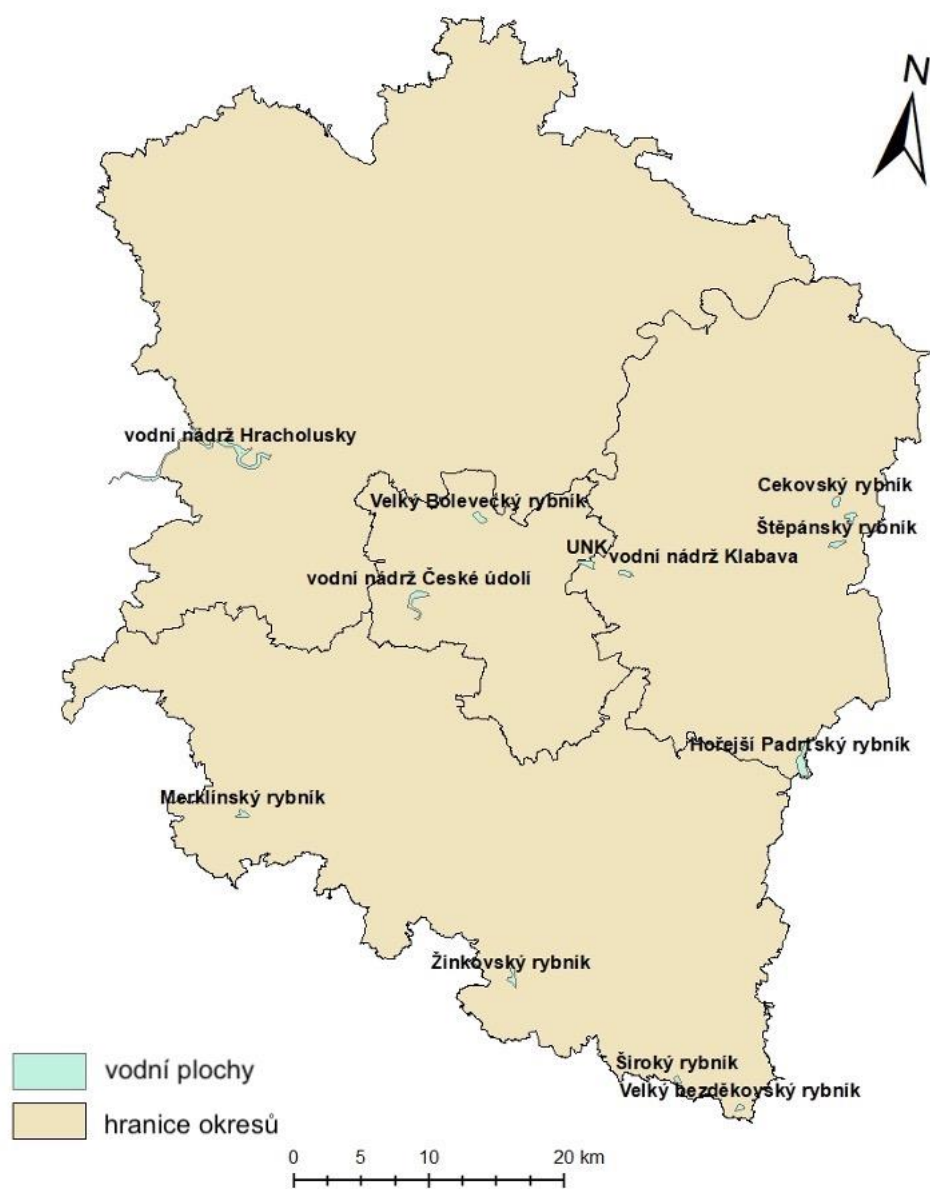 N
vodní nádrž Hracholusky
Cekovský rybník
Velký Bolevecký rybník
Štěpánský rybník
UNK
vodní nádrž Klabava
vodní nádrž České údolí
Hořejší Padrťský rybník
Merklínský rybník
Žinkovský rybník
Široký rybník
Velký bezděkovský rybník
vodní plochy
hranice okresů
0 5 10 20 km